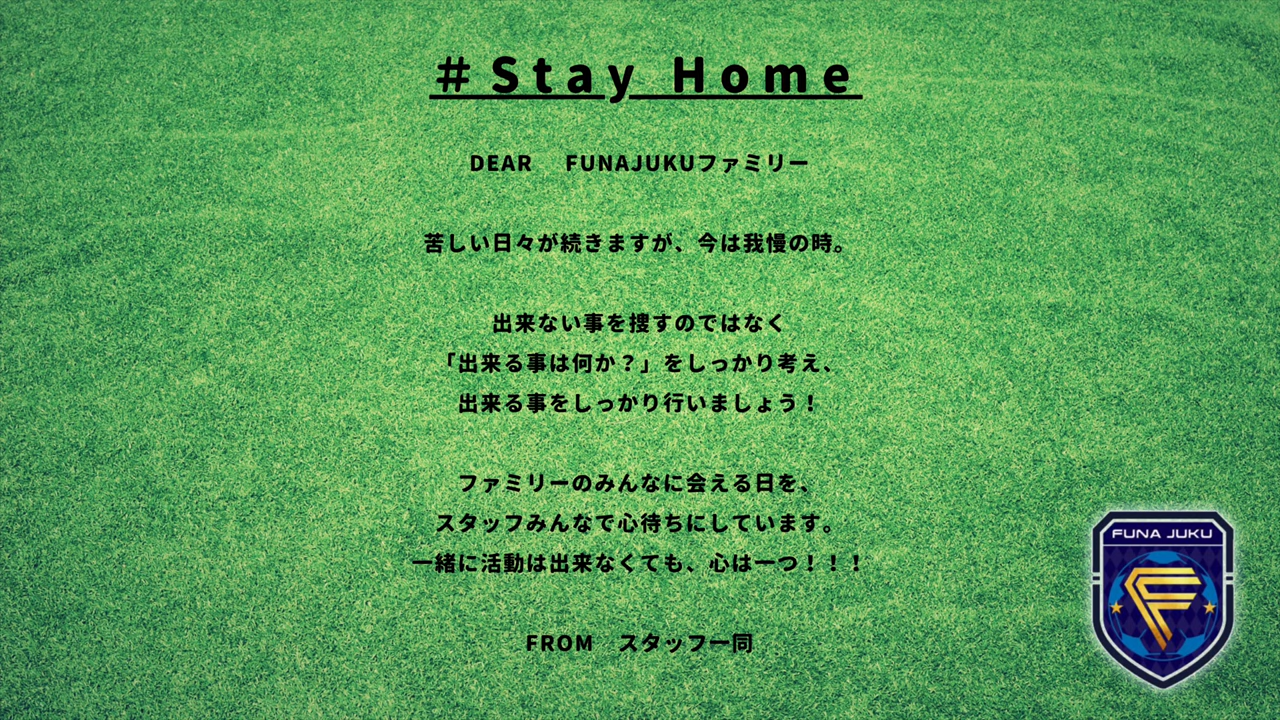 ＃Stay Home
DEAR　FUNAJUKUファミリー
苦しい日々が続きますが、今は我慢の時。
出来ない事を捜すのではなく
「出来る事は何か？」をしっかり考え、
出来る事をしっかり行いましょう！
ファミリーのみんなに会える日を、
スタッフみんなで心待ちにしています。
一緒に活動は出来なくても、心は一つ！！！
FROM　スタッフ一同
FUNA JUKU